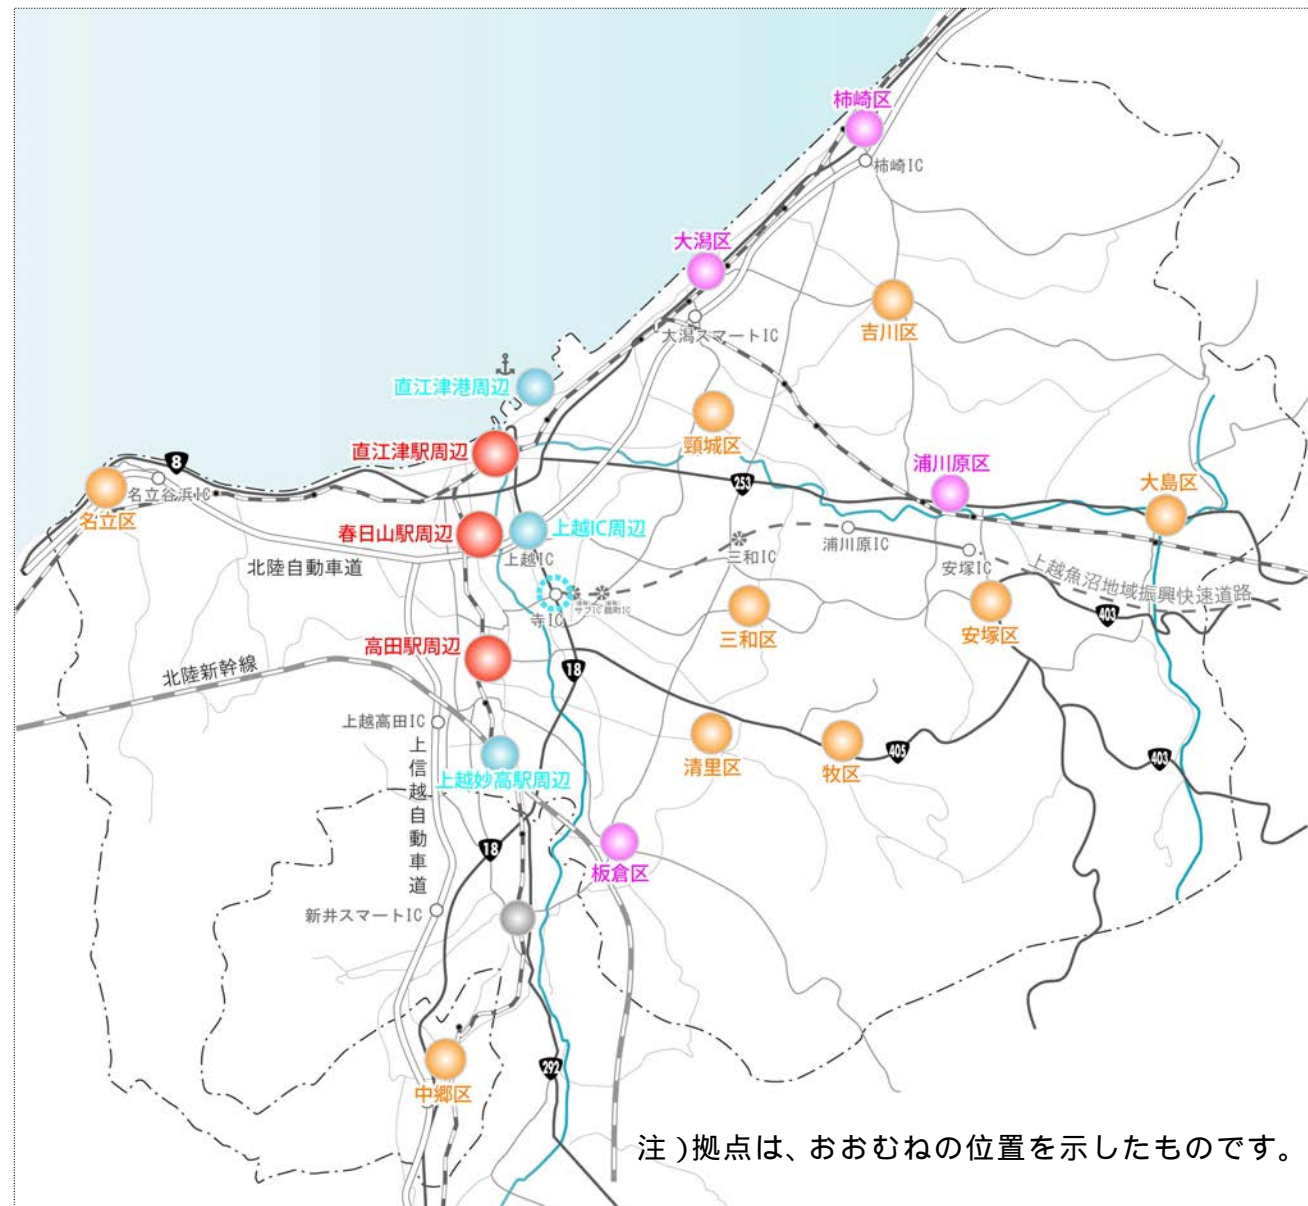 柿崎区
柿崎IC
大潟区
大潟スマートIC
吉川区
直江津港周辺
頸城区
直江津駅周辺
浦川原区
8
253
大島区
名立谷浜IC
名立区
春日山駅周辺
上越IC周辺
上越IC
三和IC
浦川原IC
安塚IC
北陸自動車道
上越魚沼地域振興快速道路
寺IC
403
三和区
安塚区
高田駅周辺
18
北陸新幹線
上越高田IC
上信越自動車道
清里区
牧区
405
403
上越妙高駅周辺
18
板倉区
新井スマートIC
292
中郷区
注)拠点は、おおむねの位置を示したものです。